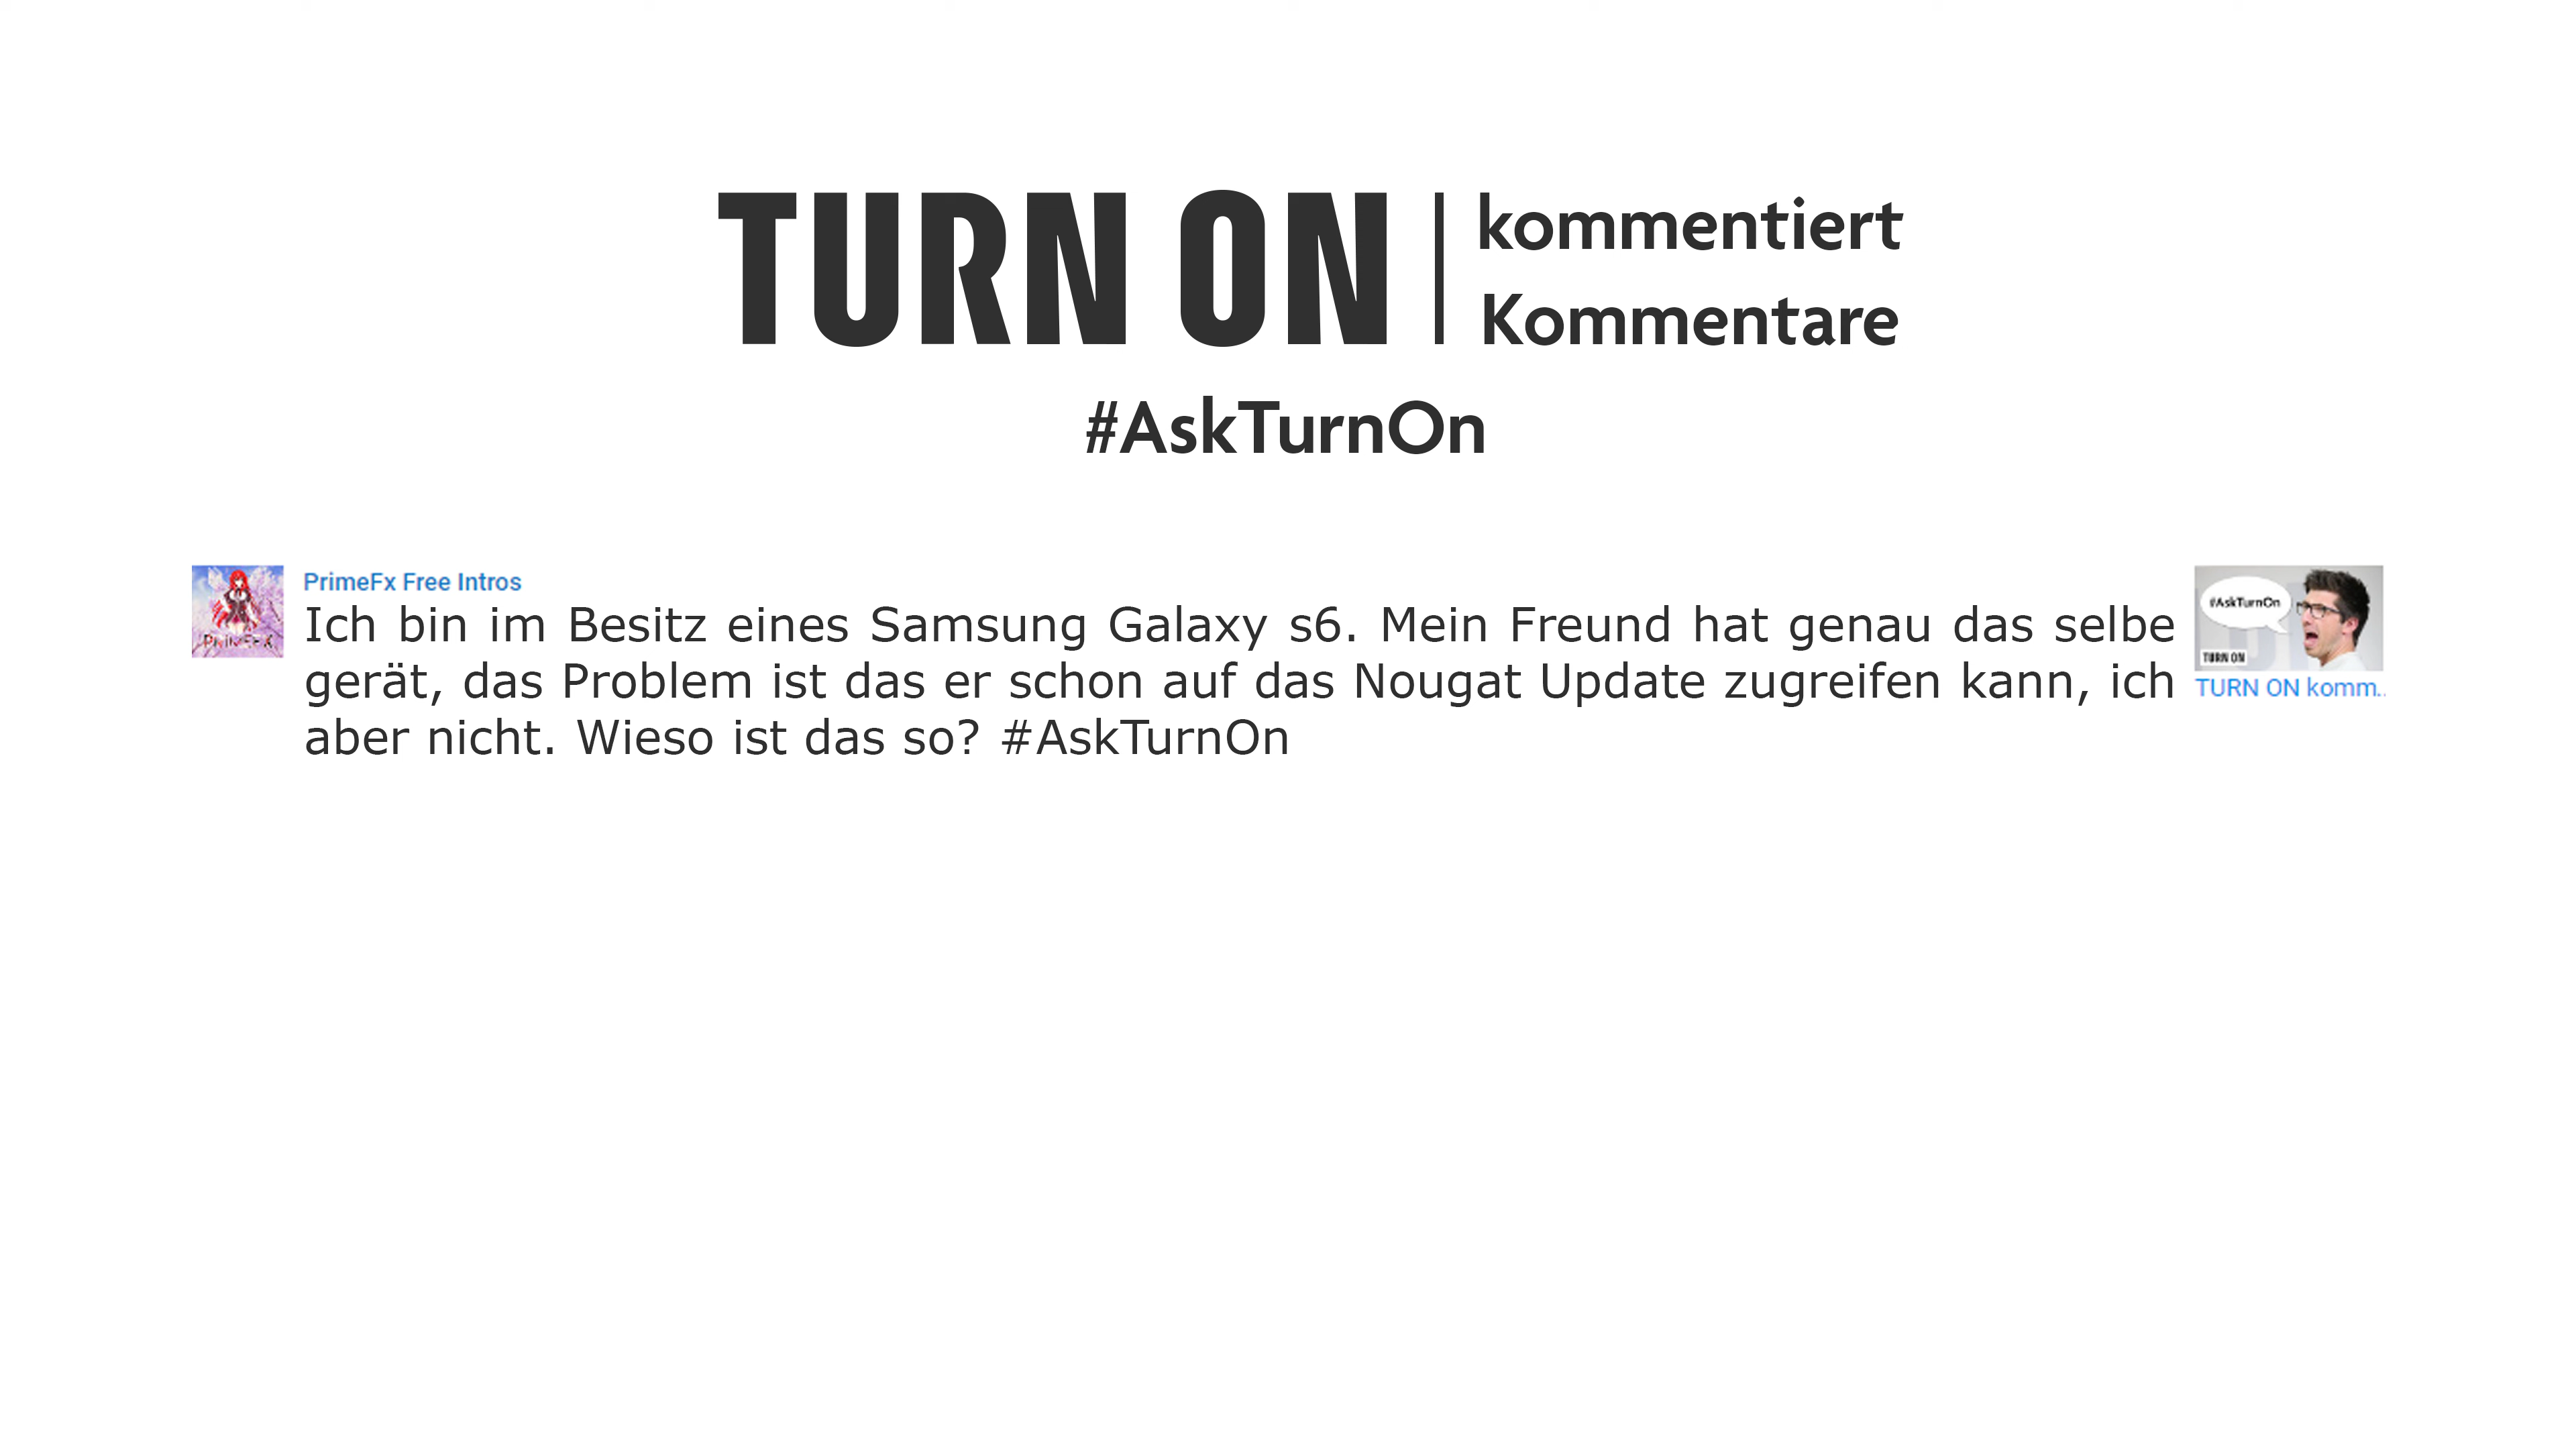 TURN ON
kommentiert
Kommentare
#AskTurnOn
PrimeFx Free Intros
Ich bin im Besitz eines Samsung Galaxy s6. Mein Freund hat genau das selbe
gerät, das Problem ist das er schon auf das Nougat Update zugreifen kann, ich
aber nicht. Wieso ist das so? #AskTurnOn
#AskTurnOn
TURN ON
TURN ON komm..